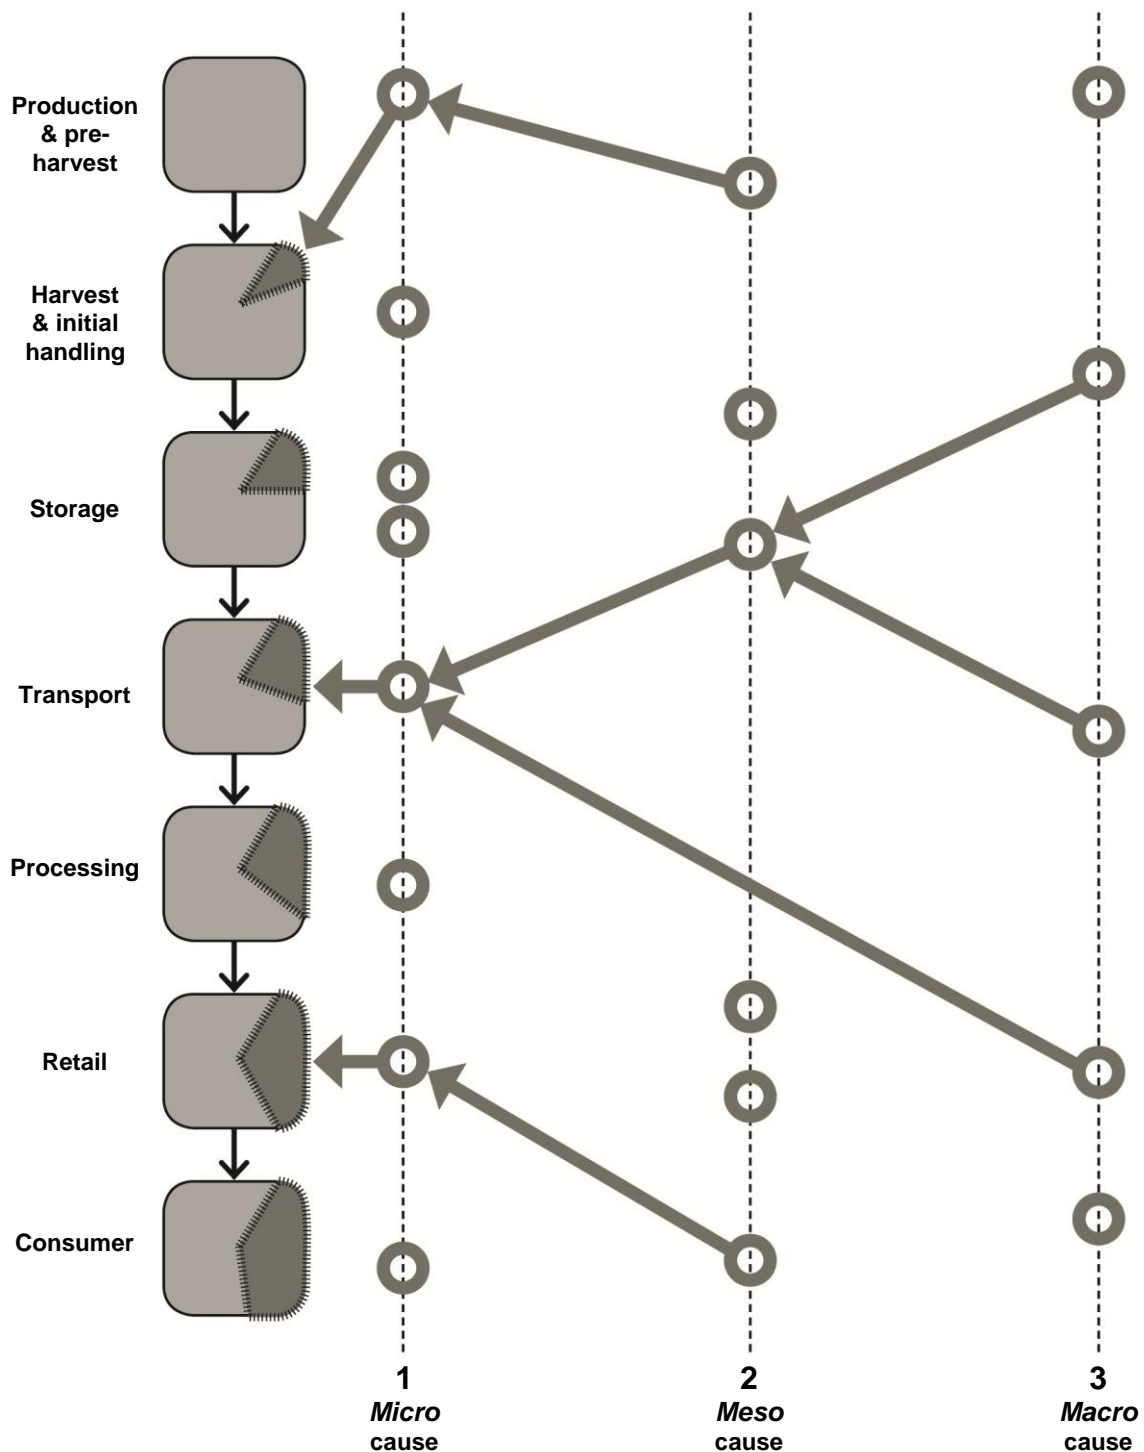 Production
& pre-
harvest
Harvest
& initial
handling
Storage
Transport
Processing
Retail
Consumer
1
Micro
cause
2
Meso
cause
3
Macro
cause